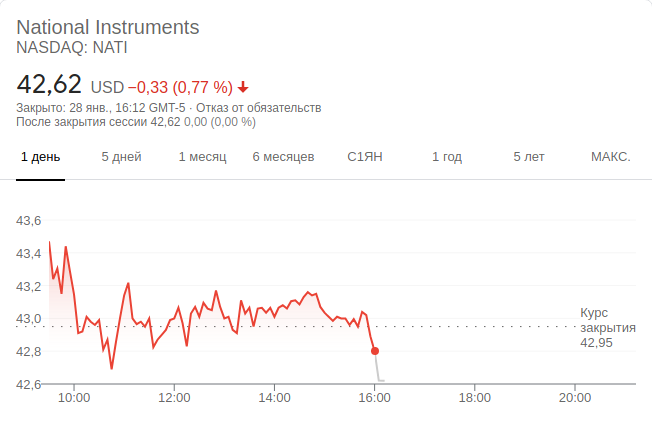 National Instruments
NASDAQ: NATI
42,62 USD −0,33 (0,77 %)
Закрыто: 28 янв., 16:12 GMT-5 · Отказ от обязательств
После закрытия сессии 42,62 0,00 (0,00 %)
1 день 5 дней 1 месяц 6 месяцев С1ЯН 1 год 5 лет МАКС.
43,6
43,4
43,2
43,0
42,8
42,6
Курс
закрытия
42,95
10:00 12:00 14:00 16:00 18:00 20:00